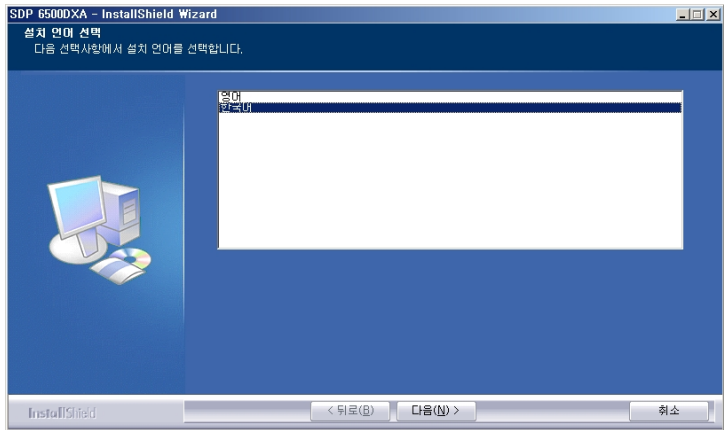 SDP 6500DXA - InstallShield Wizard
설치 언어 선택
다음 선택사항에서 설치 언어를 선택합니다.
영어
한국어
InstallShield
< 뒤로(B)
다음(N) >
취소